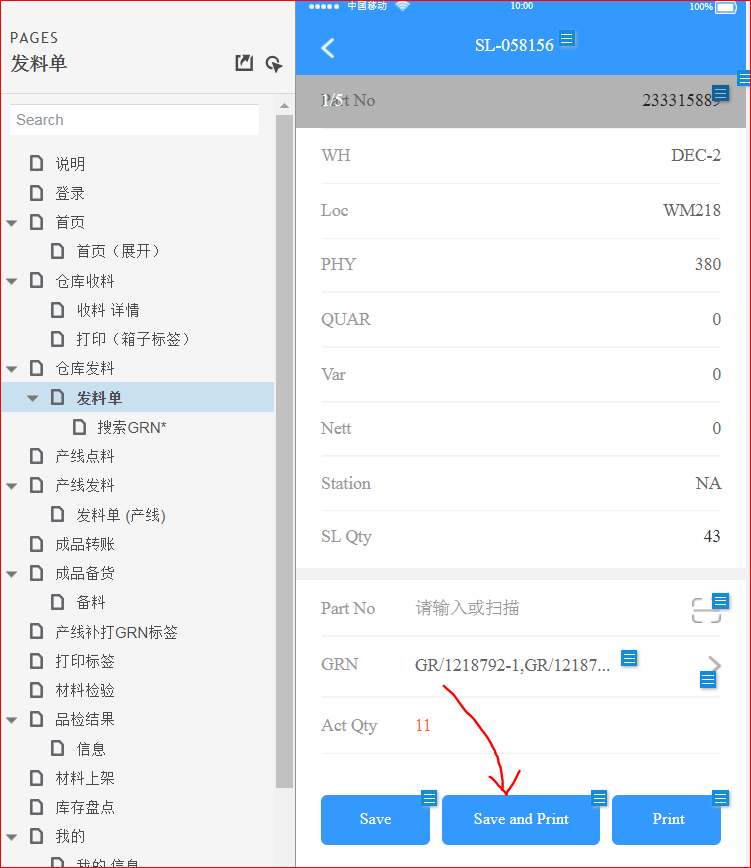 PAGES
发料单
Search
说明
登录
首页
首页（展开）
仓库收料
收料 详情
打印（箱子标签）
仓库发料
发料单
搜索GRN*
产线点料
产线发料
发料单 (产线)
成品转账
成品备货
备料
产线补打GRN标签
打印标签
材料检验
品检结果
信息
材料上架
库存盘点
我的
我的 信息
中国移动 10:00 100%
SL-058156
1/5
Part No 233315889
WH DEC-2
Loc WM218
PHY 380
QUAR 0
Var 0
Nett 0
Station NA
SL Qty 43
Part No 请输入或扫描
GRN GR/1218792-1,GR/12187...
Act Qty 11
Save Save and Print Print